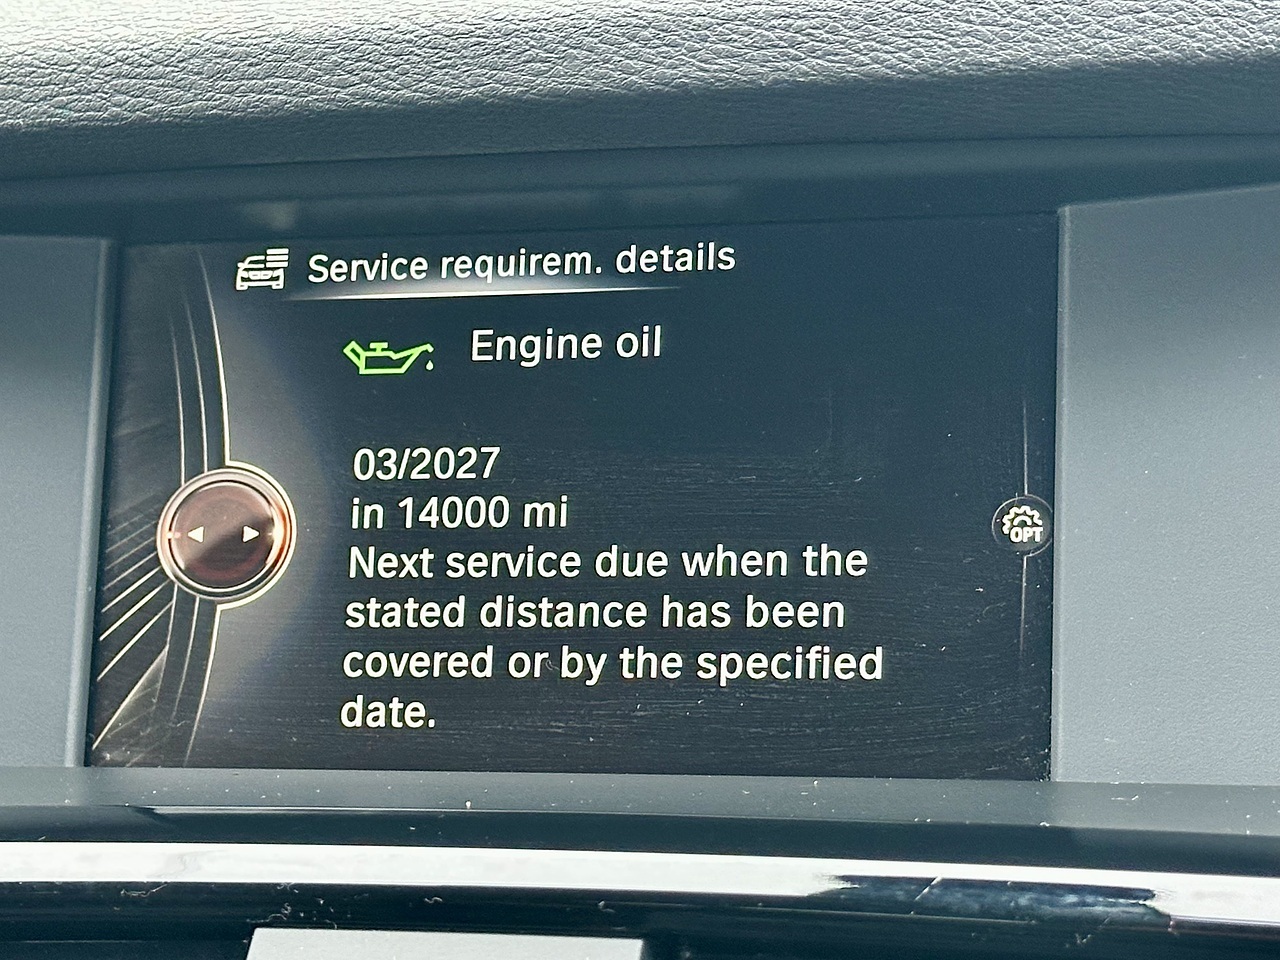 Service requirem. details
Engine oil
03/2027
in 14000 mi
OPT
Next service due when the
stated distance has been
covered or by the specified
date.